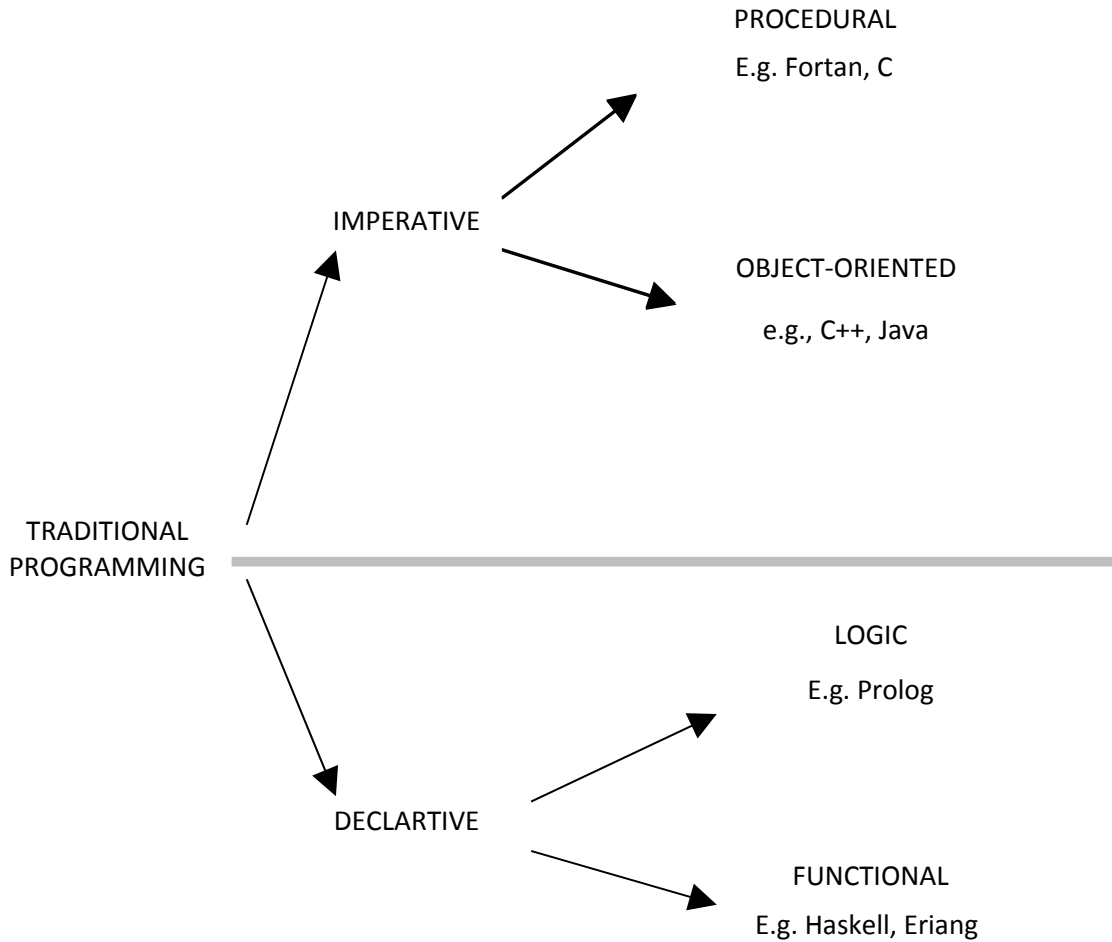 PROCEDURAL
E.g. Fortan, C
IMPERATIVE
OBJECT-ORIENTED
e.g., C++, Java
TRADITIONAL
PROGRAMMING
LOGIC
E.g. Prolog
DECLARTIVE
FUNCTIONAL
E.g. Haskell, Eriang